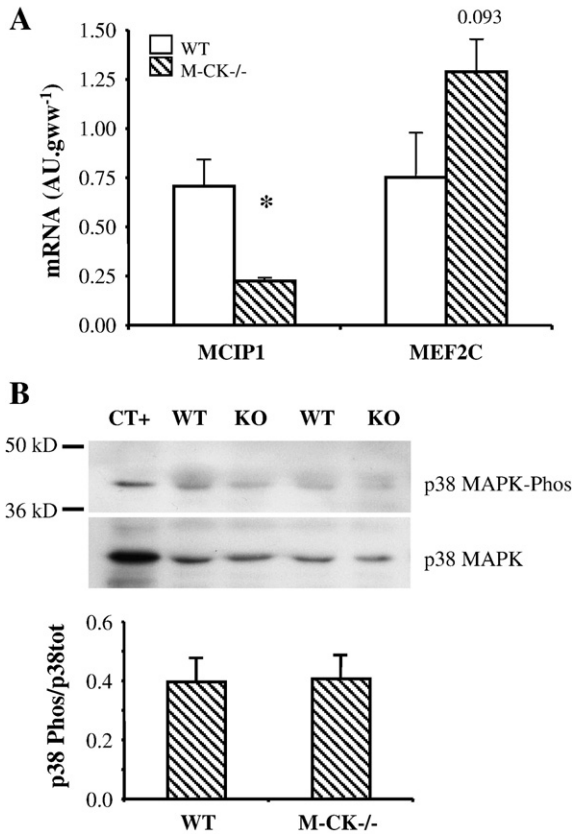 A
1.50
1.25
1.00
0.75
0.50
0.25
0.00
mRNA (AU.gww-1)
WT
M-CK-/-
0.093
*
MCIP1
MEF2C
B
CT+ WT KO WT KO
50 kD
36 kD
p38 MAPK-Phos
p38 MAPK
0.6
0.4
0.2
0.0
p38 Phos/p38tot
WT
M-CK-/-